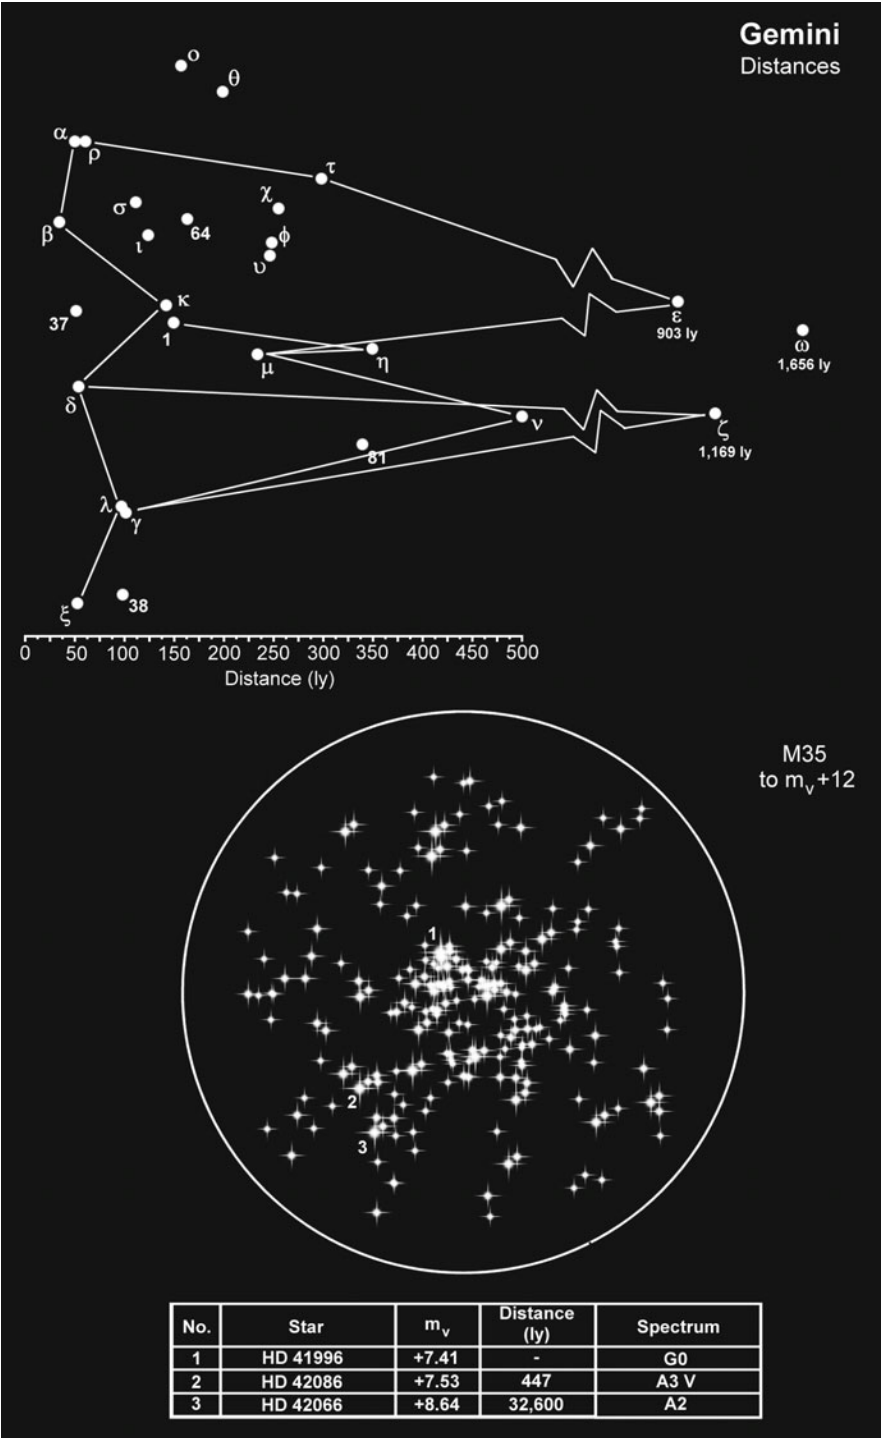 Gemini
Distances
ο
θ
α
ρ
τ
σ
64
χ
β
ι
φ
υ
κ
37
1
ε
903 ly
ω
1,656 ly
μ
η
δ
ν
ζ
1,169 ly
81
λ
γ
ξ
38
0 50 100 150 200 250 300 350 400 450 500
Distance (ly)
M35
to mv+12
1
2
3
No. Star mv Distance (ly) Spectrum
1 HD 41996 +7.41 - G0
2 HD 42086 +7.53 447 A3 V
3 HD 42066 +8.64 32,600 A2